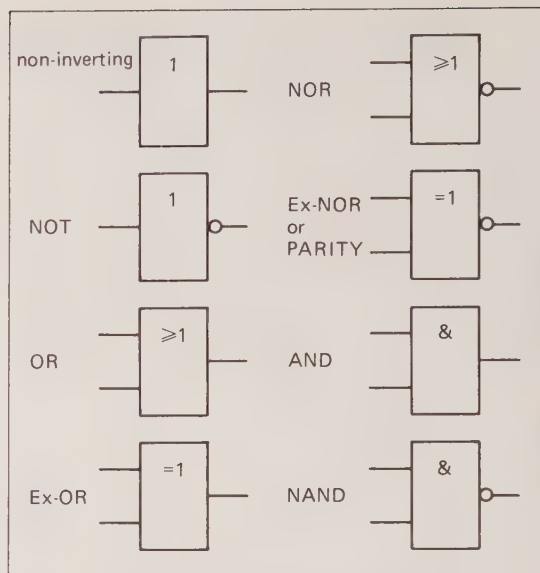 non-inverting
1
NOT
1
OR
⩾1
Ex-OR
=1
NOR
⩾1
Ex-NOR
or
PARITY
=1
AND
&
NAND
&